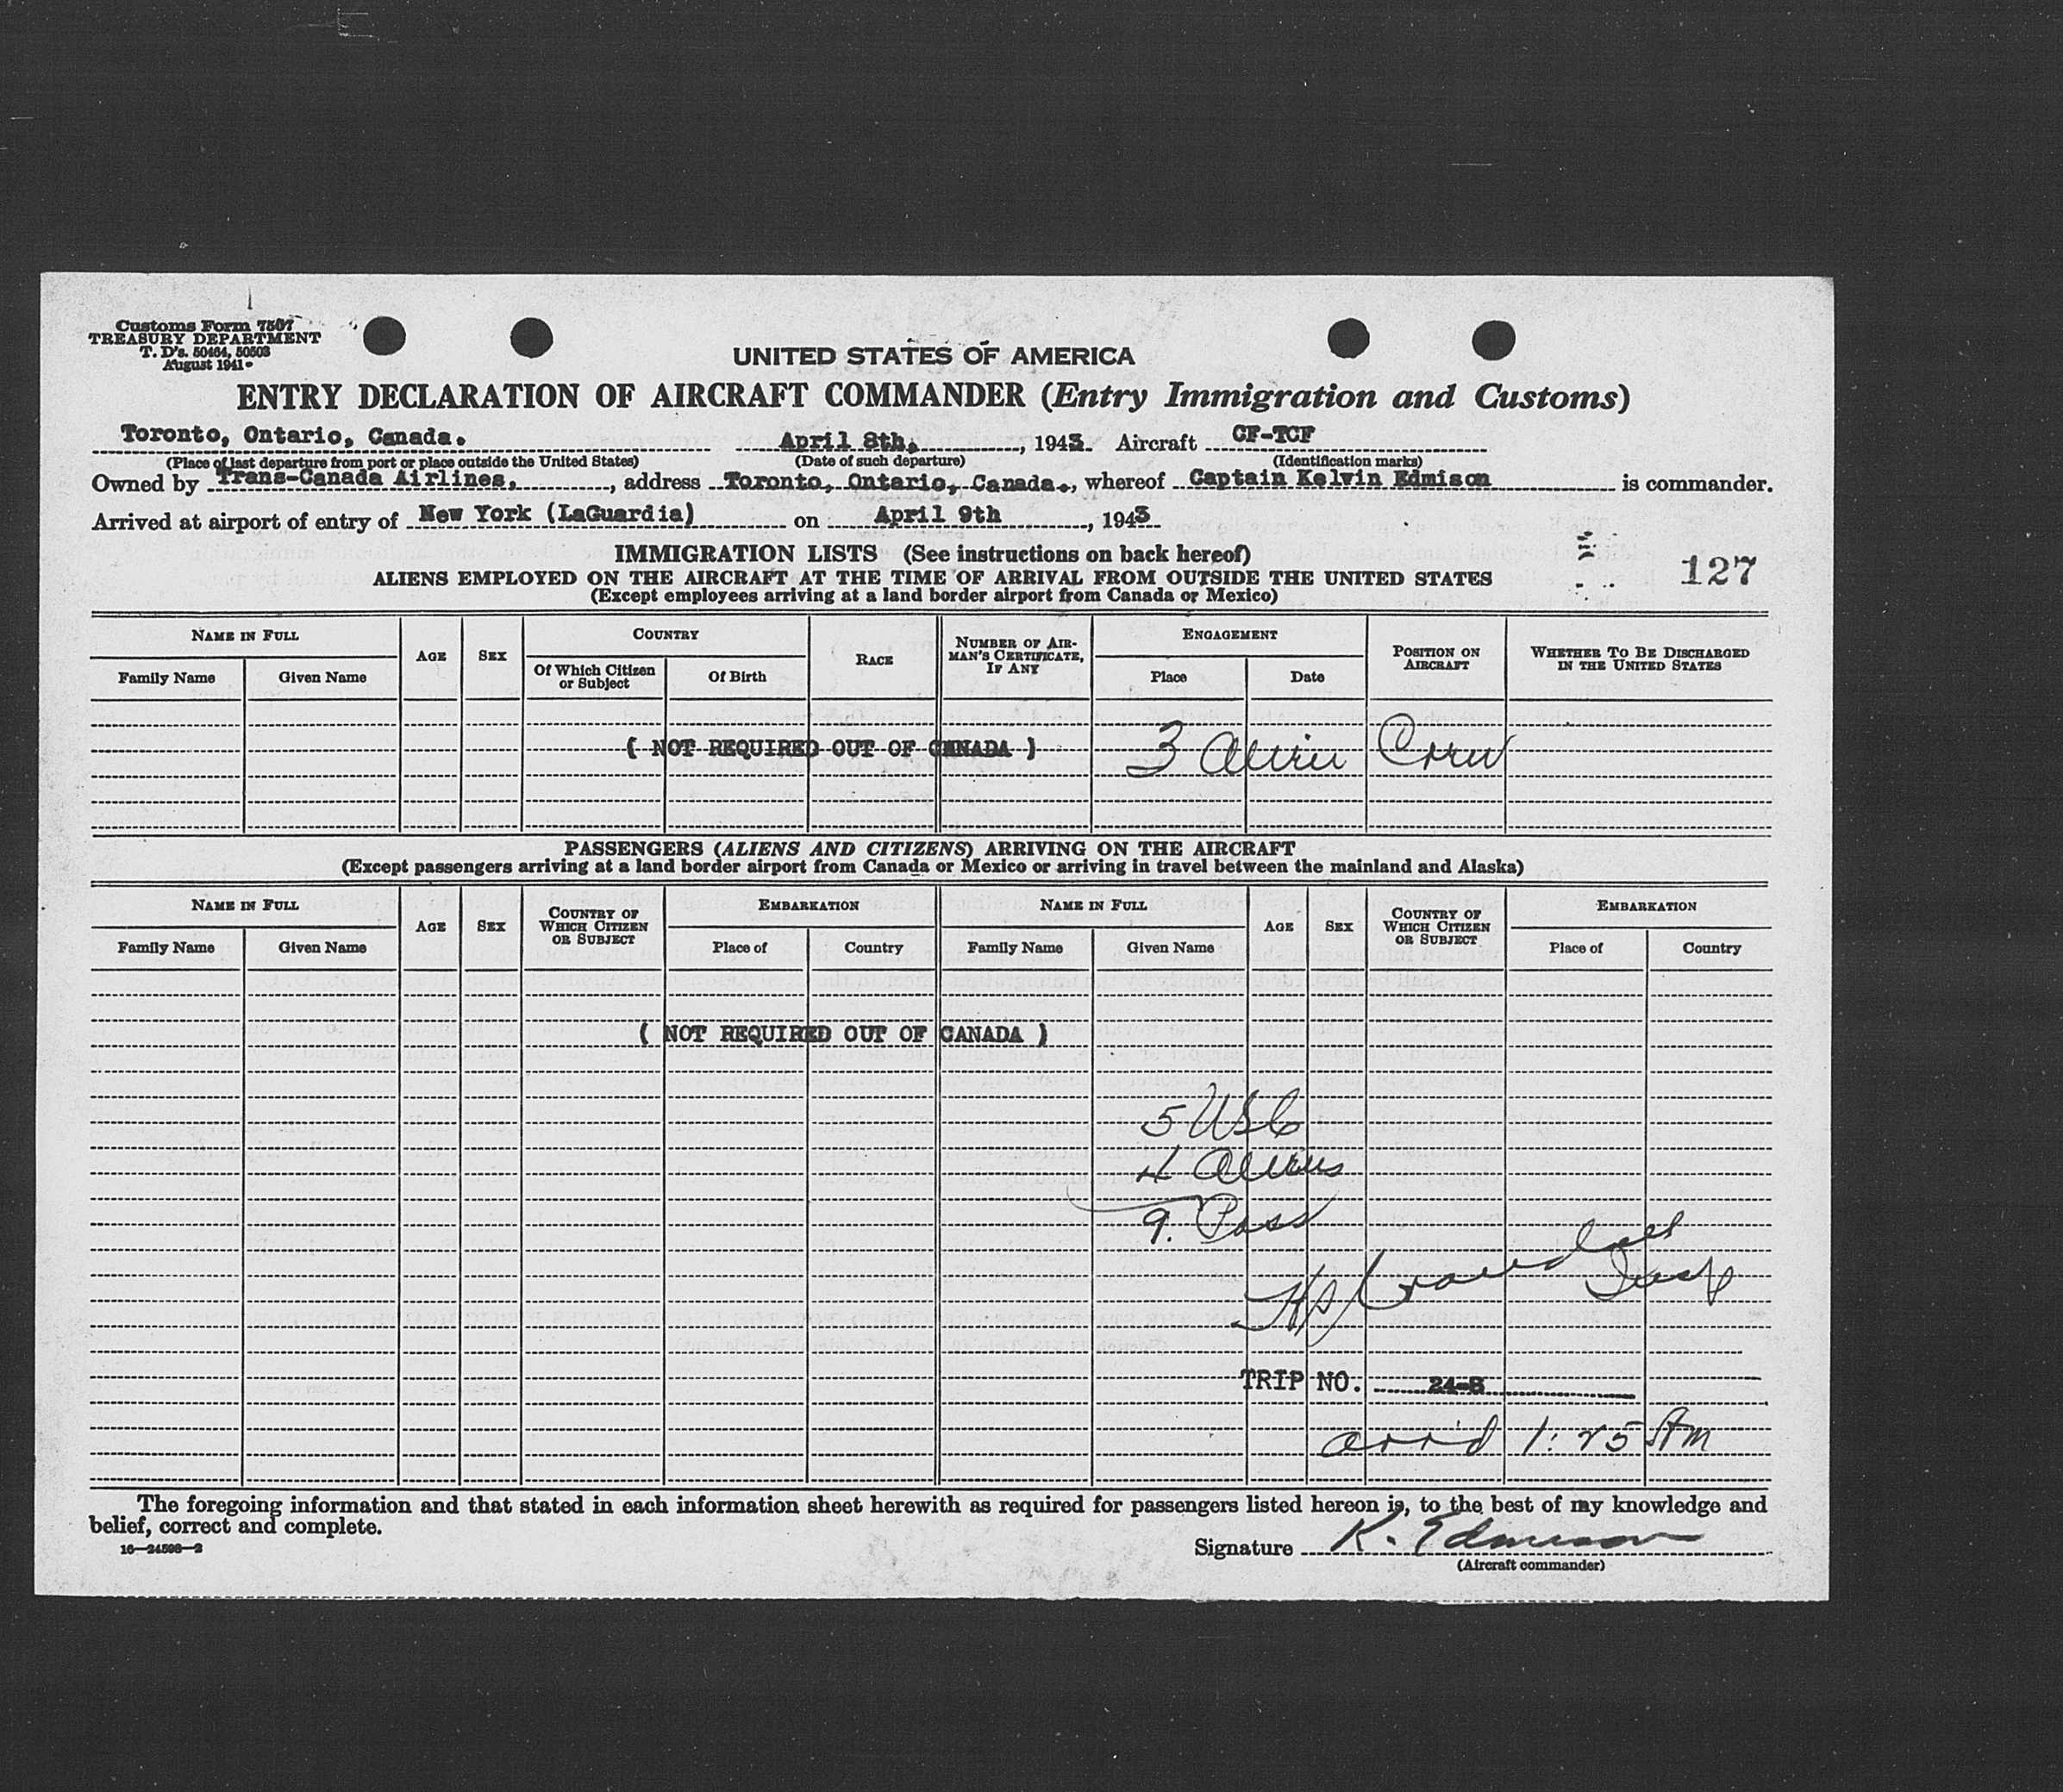 Customs Form 7507
TREASURY DEPARTMENT
T. D's. 50464, 50503
August 1941
UNITED STATES OF AMERICA
ENTRY DECLARATION OF AIRCRAFT COMMANDER (Entry Immigration and Customs)
Toronto, Ontario, Canada. April 8th, , 1943. Aircraft CF-TCF
(Place of last departure from port or place outside the United States) (Date of such departure) (Identification marks)
Owned by Trans-Canada Airlines. , address Toronto, Ontario, Canada., whereof Captain Kelvin Edmison is commander.
Arrived at airport of entry of New York (LaGuardia) on April 9th , 1943
IMMIGRATION LISTS (See instructions on back hereof)
127
ALIENS EMPLOYED ON THE AIRCRAFT AT THE TIME OF ARRIVAL FROM OUTSIDE THE UNITED STATES
(Except employees arriving at a land border airport from Canada or Mexico)
NAME IN FULL AGE SEX COUNTRY RACE NUMBER OF AIRMAN'S CERTIFICATE, IF ANY ENGAGEMENT POSITION ON AIRCRAFT WHETHER TO BE DISCHARGED IN THE UNITED STATES
Family Name Given Name Of Which Citizen or Subject Of Birth Place Date
( NOT REQUIRED OUT OF CANADA ) 3 Alien Crew
PASSENGERS (ALIENS AND CITIZENS) ARRIVING ON THE AIRCRAFT
(Except passengers arriving at a land border airport from Canada or Mexico or arriving in travel between the mainland and Alaska)
NAME IN FULL AGE SEX COUNTRY OF WHICH CITIZEN OR SUBJECT EMBARKATION NAME IN FULL AGE SEX COUNTRY OF WHICH CITIZEN OR SUBJECT EMBARKATION
Family Name Given Name Place of Country Family Name Given Name Place of Country
( NOT REQUIRED OUT OF CANADA )
5 USC
4 Aliens
9. Pass
Insp
TRIP NO. 24-8
arrd 1:25 Am
The foregoing information and that stated in each information sheet herewith as required for passengers listed hereon is, to the best of my knowledge and
belief, correct and complete.
16—24598-2
Signature K. Edmison
(Aircraft commander)